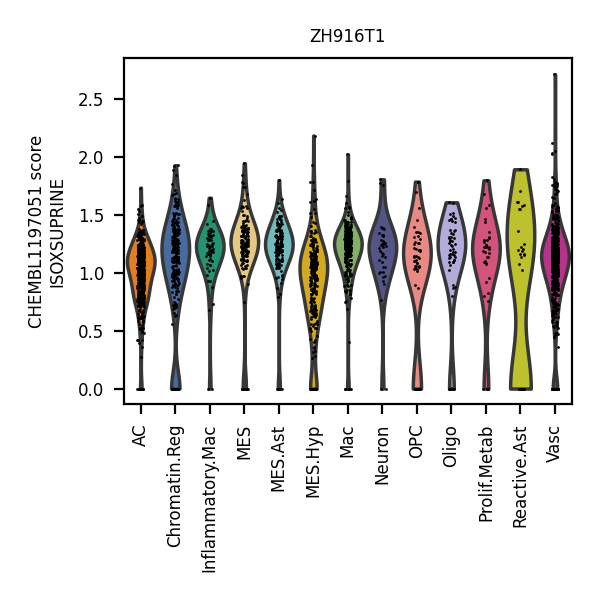 ZH916T1
CHEMBL1197051 score
ISOXSUPRINE
2.5
2.0
1.5
1.0
0.5
0.0
AC
Chromatin.Reg
Inflammatory.Mac
MES
MES.Ast
MES.Hyp
Mac
Neuron
OPC
Oligo
Prolif.Metab
Reactive.Ast
Vasc